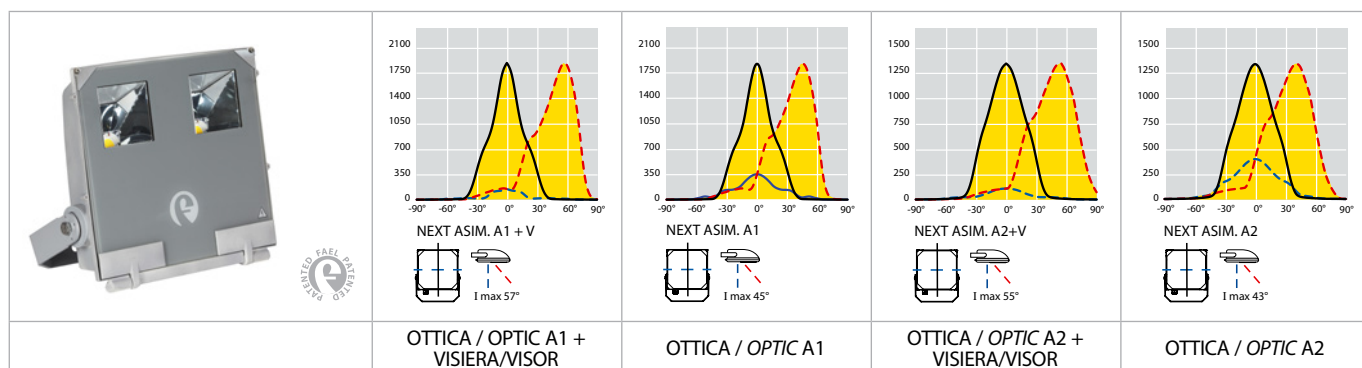 PATENTED FAEL PATENTED
2100
1750
1400
1050
700
350
0
-90° 60° 30° 0° 30° 60° 90°
NEXT ASIM. A1 + V
I max 57°
OTTICA / OPTIC A1 +
VISIERA/VISOR
2100
1750
1400
1050
700
350
0
-90° 60° 30° 0° 30° 60° 90°
NEXT ASIM. A1
I max 45°
OTTICA / OPTIC A1
1500
1250
1000
750
250
250
0
-90° 60° 30° 0° 30° 60° 90°
NEXT ASIM. A2+V
I max 55°
OTTICA / OPTIC A2 +
VISIERA/VISOR
1500
1250
1000
750
500
250
0
-90° 60° 30° 0° 30° 60° 90°
NEXT ASIM. A2
I max 43°
OTTICA / OPTIC A2